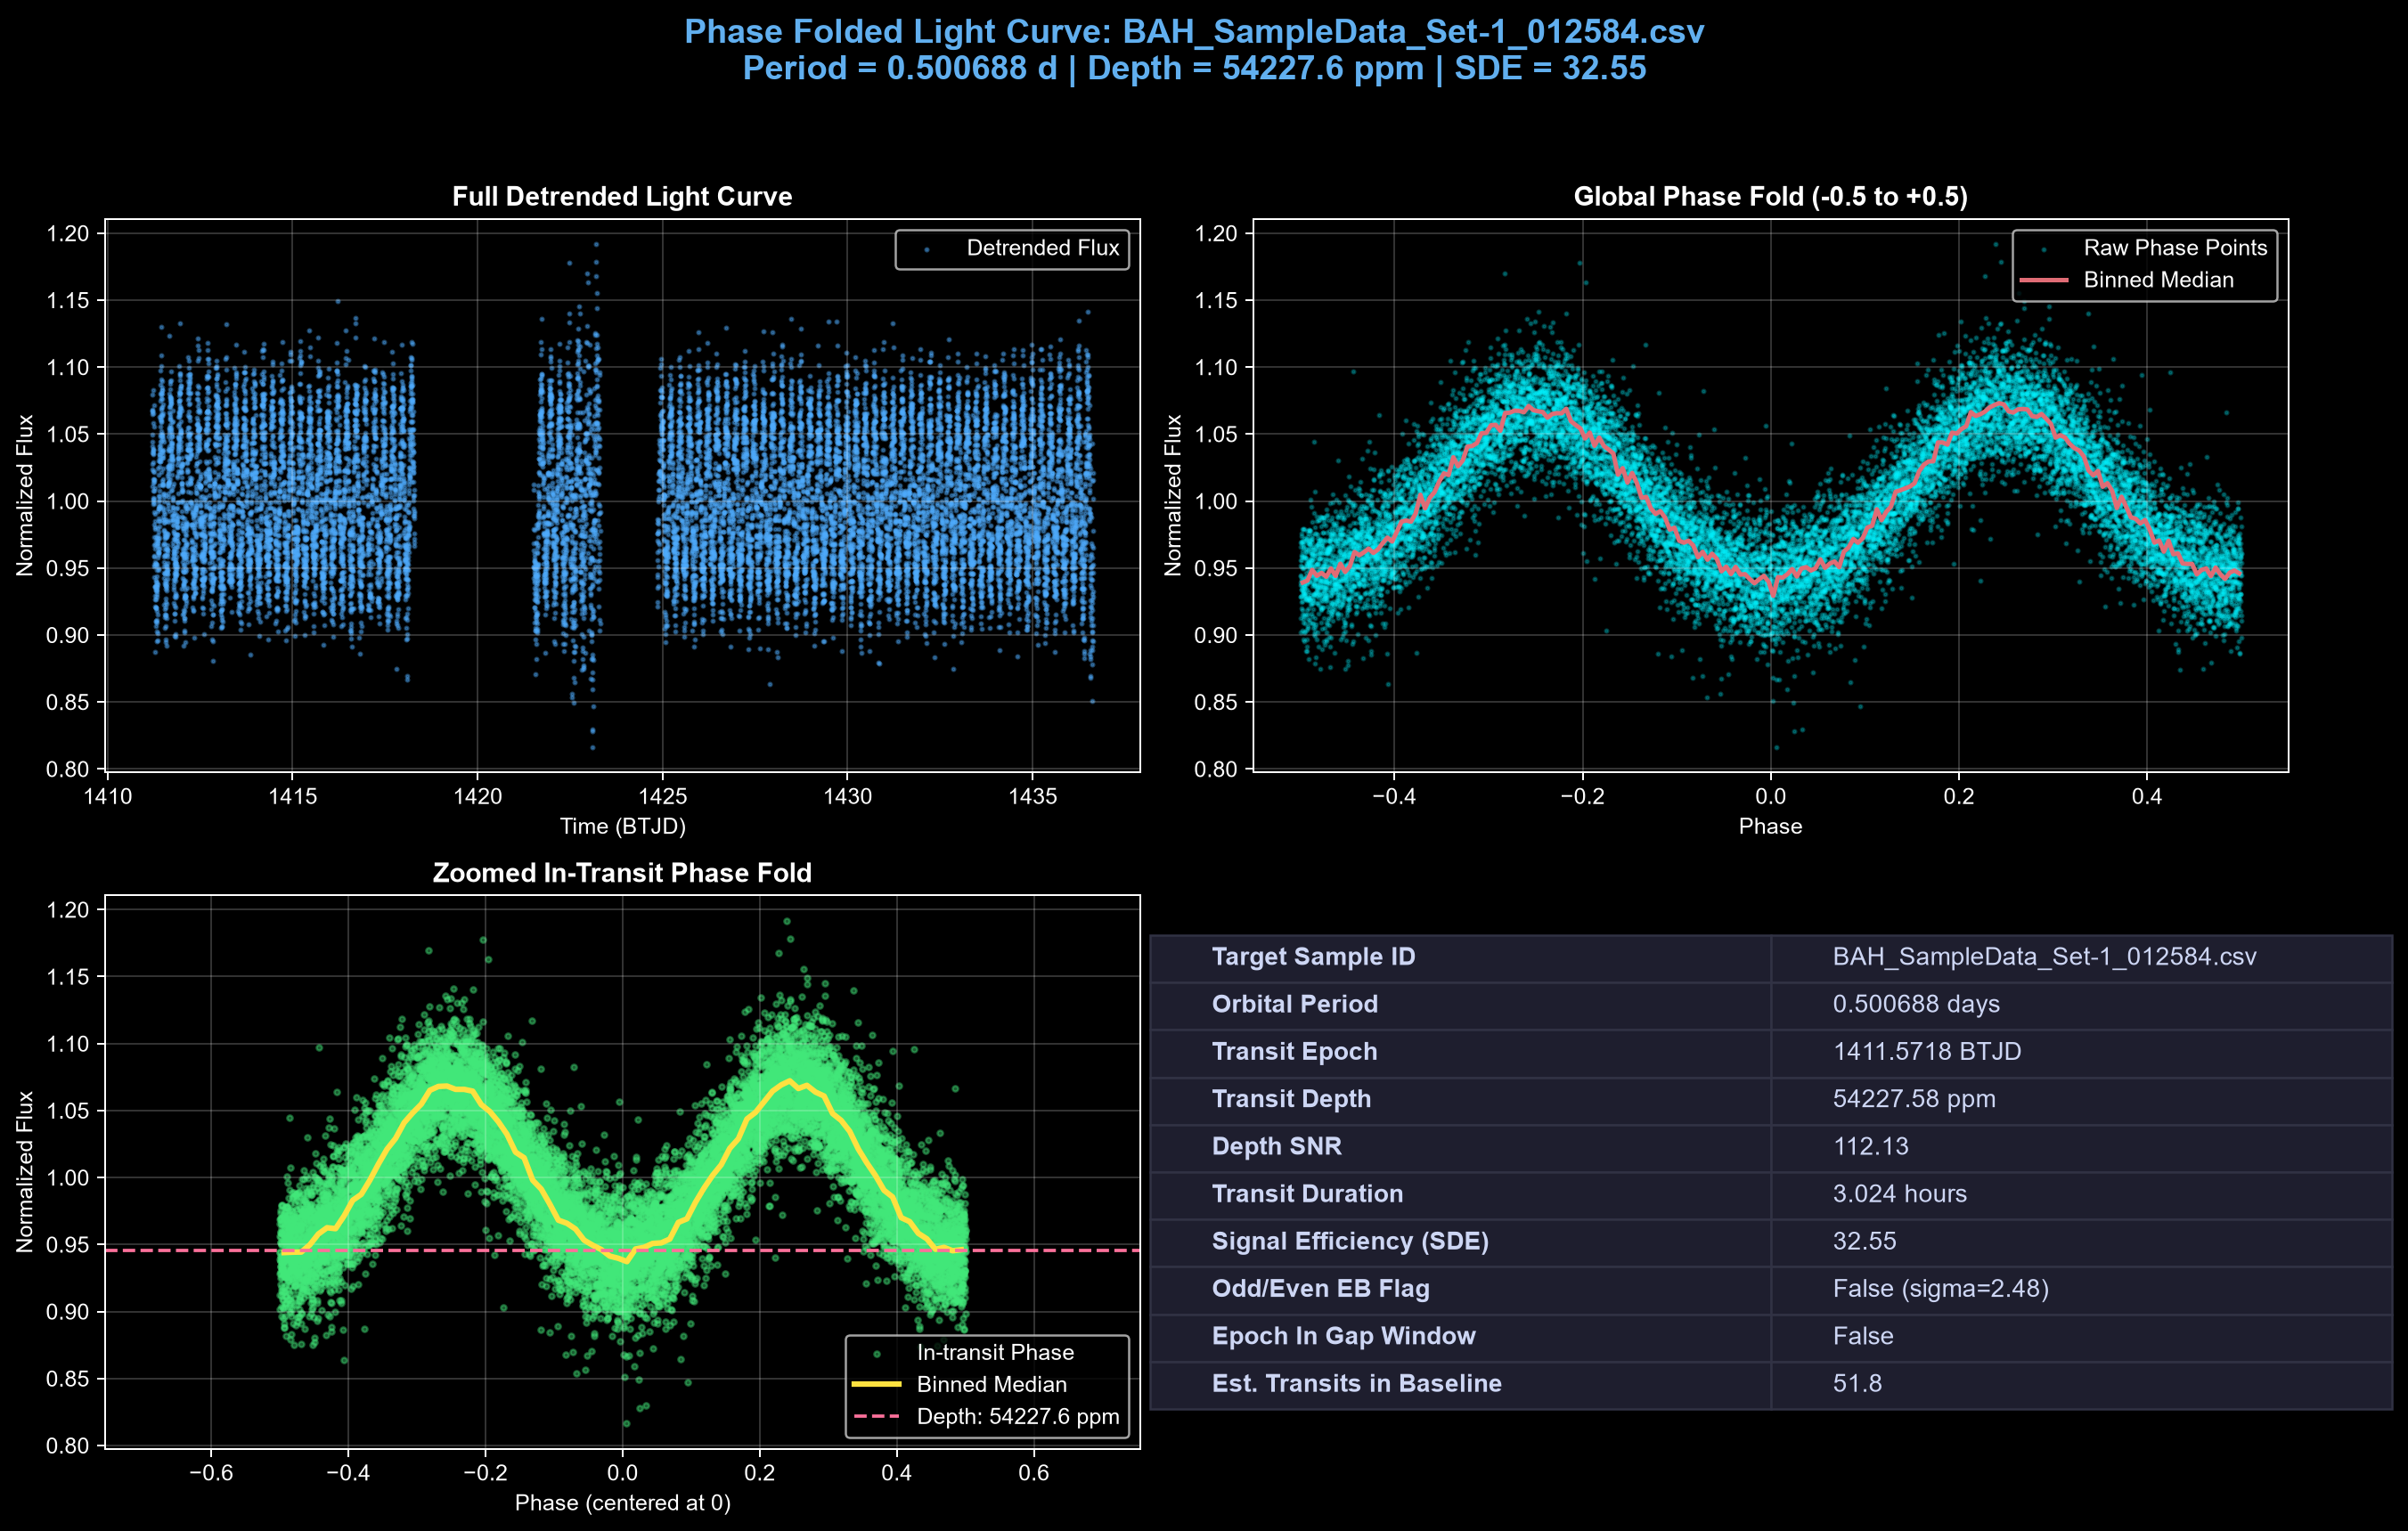 Phase Folded Light Curve: BAH_SampleData_Set-1_012584.csv
Period = 0.500688 d | Depth = 54227.6 ppm | SDE = 32.55
Full Detrended Light Curve
Detrended Flux
Normalized Flux
1.20
1.15
1.10
1.05
1.00
0.95
0.90
0.85
0.80
1410 1415 1420 1425 1430 1435
Time (BTJD)
Global Phase Fold (-0.5 to +0.5)
Raw Phase Points
Binned Median
Normalized Flux
1.20
1.15
1.10
1.05
1.00
0.95
0.90
0.85
0.80
−0.4 −0.2 0.0 0.2 0.4
Phase
Zoomed In-Transit Phase Fold
Normalized Flux
1.20
1.15
1.10
1.05
1.00
0.95
0.90
0.85
0.80
In-transit Phase
Binned Median
Depth: 54227.6 ppm
−0.6 −0.4 −0.2 0.0 0.2 0.4 0.6
Phase (centered at 0)
Target Sample ID BAH_SampleData_Set-1_012584.csv
Orbital Period 0.500688 days
Transit Epoch 1411.5718 BTJD
Transit Depth 54227.58 ppm
Depth SNR 112.13
Transit Duration 3.024 hours
Signal Efficiency (SDE) 32.55
Odd/Even EB Flag False (sigma=2.48)
Epoch In Gap Window False
Est. Transits in Baseline 51.8